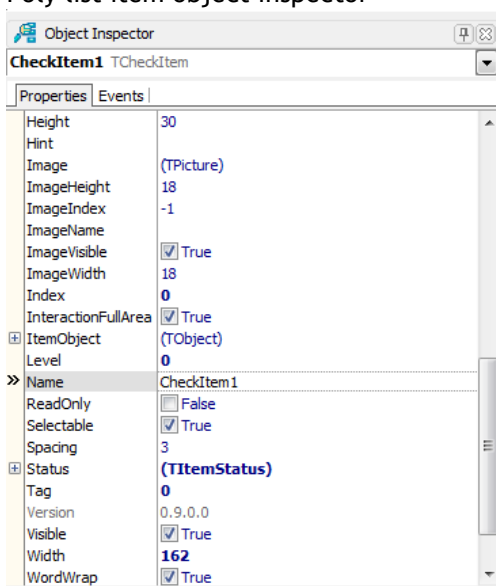 Poly list item object inspector
Object Inspector
CheckItem1 TCheckItem
Properties Events
Height 30
Hint
Image (TPicture)
ImageHeight 18
ImageIndex -1
ImageName
ImageVisible True
ImageWidth 18
Index 0
InteractionFullArea True
ItemObject (TObject)
Level 0
Name CheckItem1
ReadOnly False
Selectable True
Spacing 3
Status (TItemStatus)
Tag 0
Version 0.9.0.0
Visible True
Width 162
WordWrap True